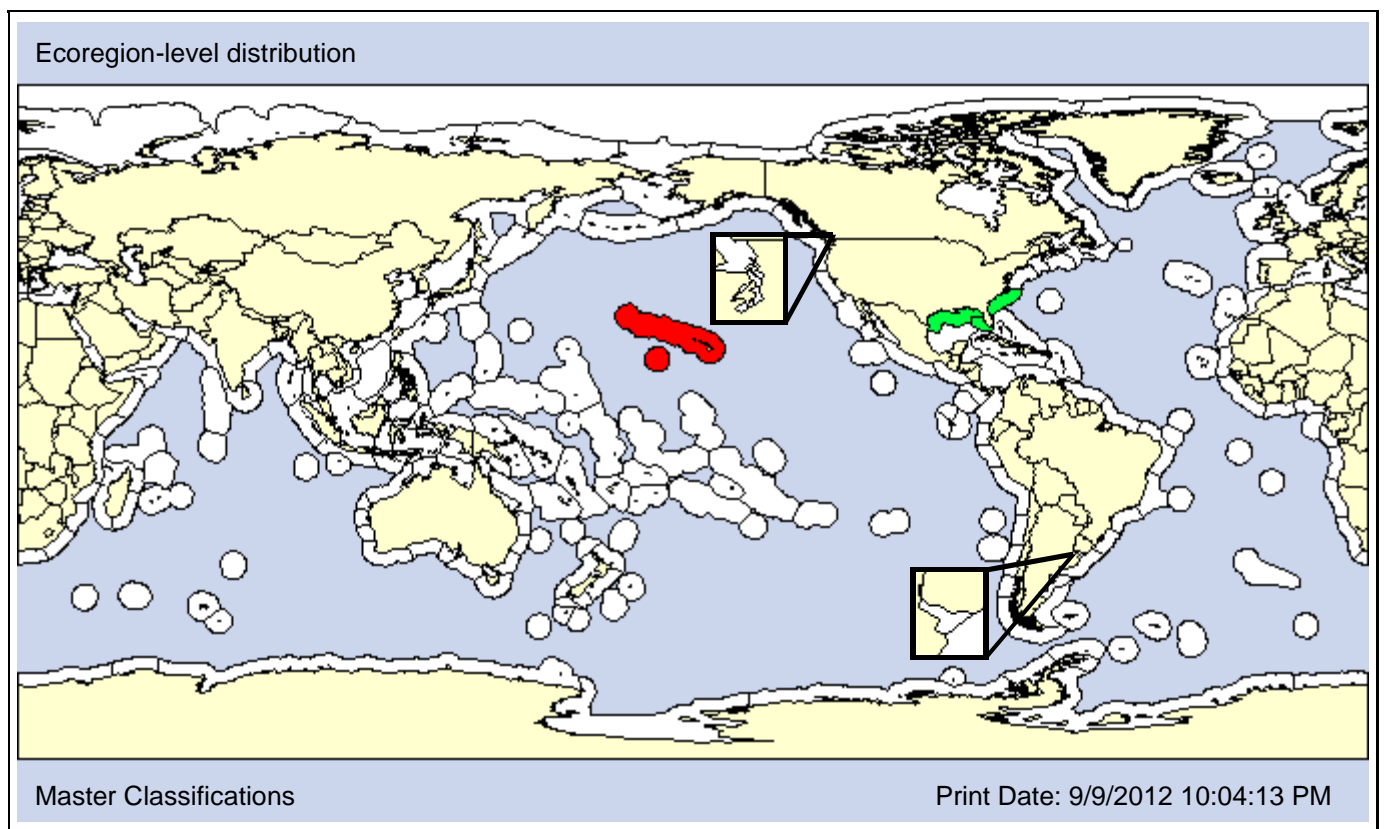 Ecoregion-level distribution
Master Classifications
Print Date: 9/9/2012 10:04:13 PM